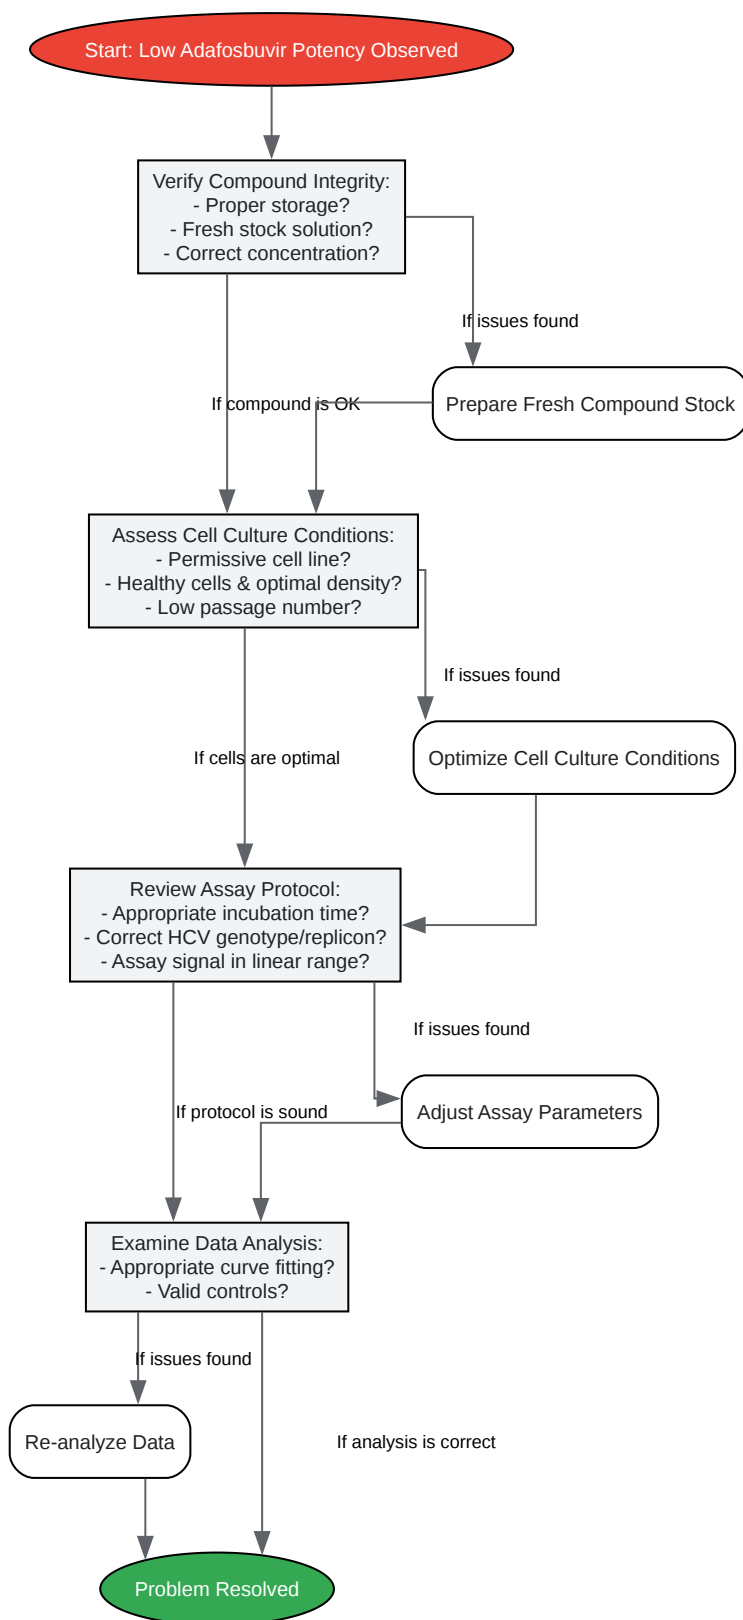 Start: Low Adafosbuvir Potency Observed
Verify Compound Integrity:
- Proper storage?
- Fresh stock solution?
- Correct concentration?
If issues found
If compound is OK
Prepare Fresh Compound Stock
Assess Cell Culture Conditions:
- Permissive cell line?
- Healthy cells & optimal density?
- Low passage number?
If issues found
If cells are optimal
Optimize Cell Culture Conditions
Review Assay Protocol:
- Appropriate incubation time?
- Correct HCV genotype/replicon?
- Assay signal in linear range?
If issues found
If protocol is sound
Adjust Assay Parameters
Examine Data Analysis:
- Appropriate curve fitting?
- Valid controls?
If issues found
If analysis is correct
Re-analyze Data
Problem Resolved